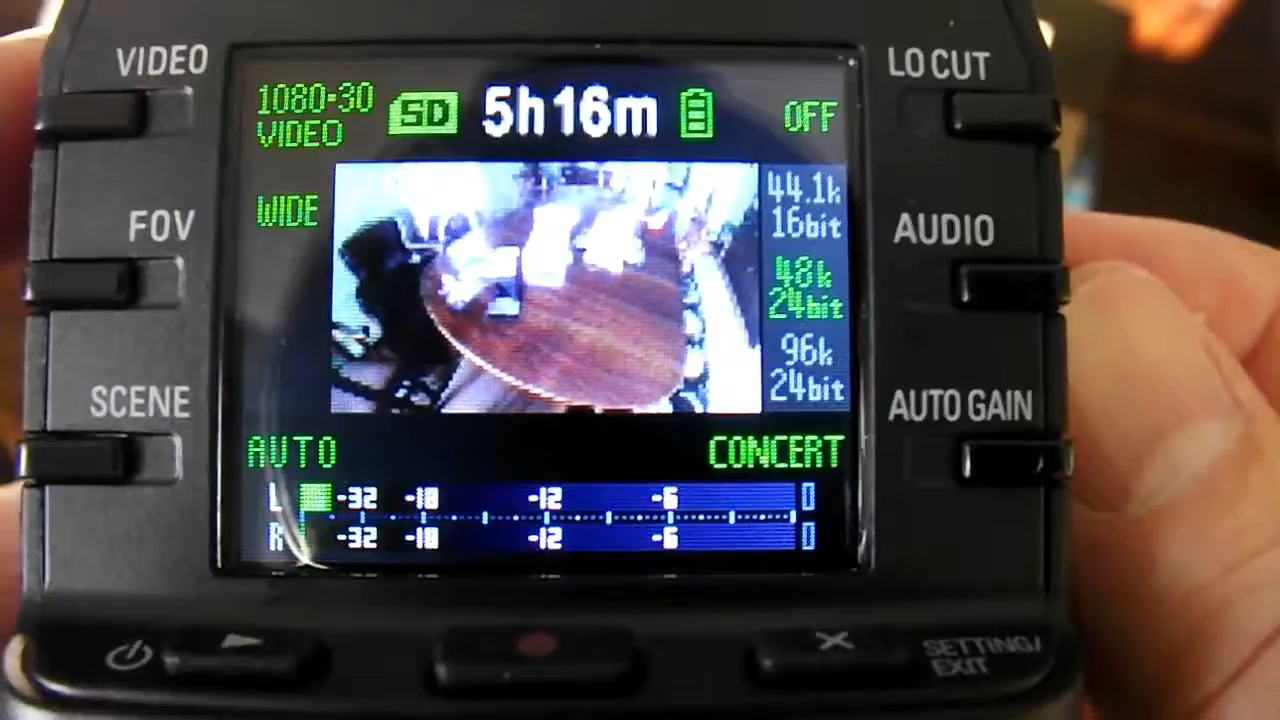 VIDEO
LO CUT
1080-30
VIDEO
SD
5h16m
OFF
FOV
WIDE
44.1k
16bit
AUDIO
48k
24bit
96k
24bit
SCENE
AUTO GAIN
AUTO
CONCERT
L -32 -18 -12 -6 0
R -32 -18 -12 -6 0
SETTING/
EXIT